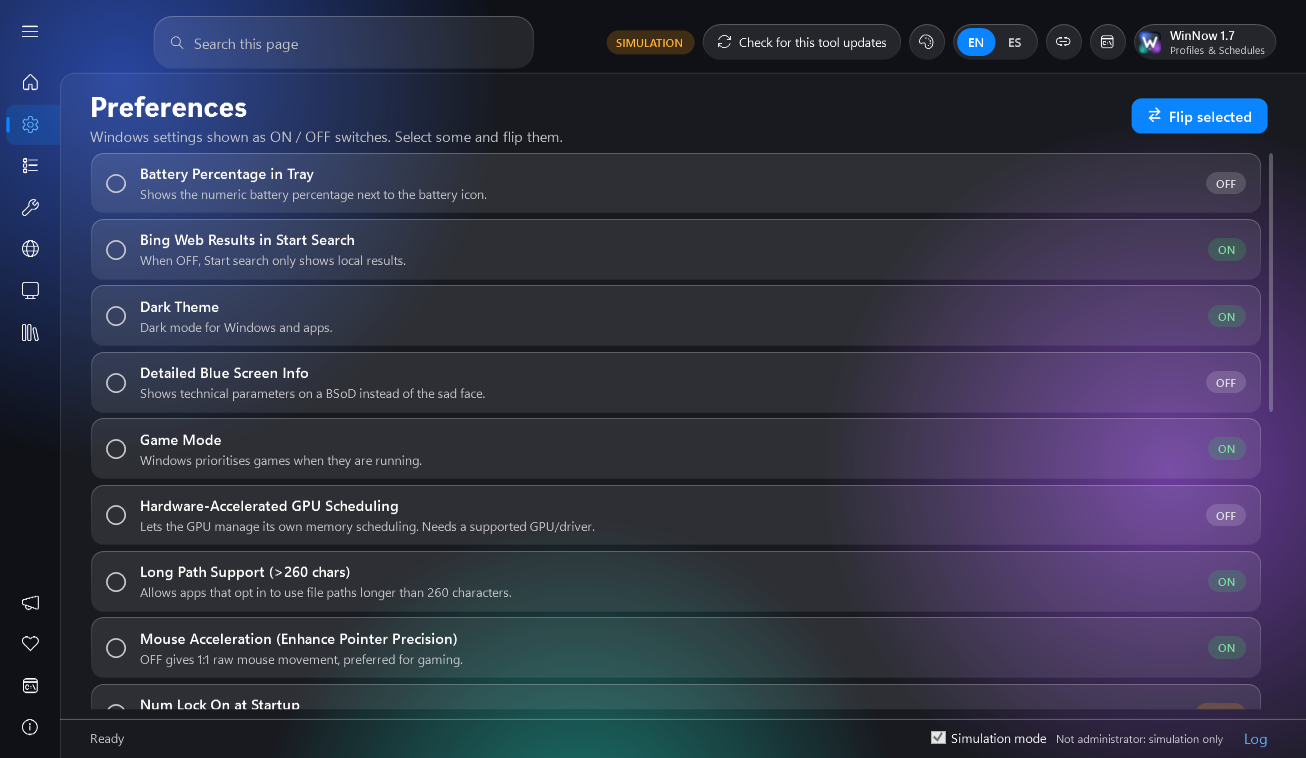 Search this page
SIMULATION
Check for this tool updates
EN
ES
WinNow 1.7
Profiles & Schedules
Preferences
Windows settings shown as ON / OFF switches. Select some and flip them.
Flip selected
Battery Percentage in Tray
Shows the numeric battery percentage next to the battery icon.
OFF
Bing Web Results in Start Search
When OFF, Start search only shows local results.
ON
Dark Theme
Dark mode for Windows and apps.
ON
Detailed Blue Screen Info
Shows technical parameters on a BSoD instead of the sad face.
OFF
Game Mode
Windows prioritises games when they are running.
ON
Hardware-Accelerated GPU Scheduling
Lets the GPU manage its own memory scheduling. Needs a supported GPU/driver.
OFF
Long Path Support (>260 chars)
Allows apps that opt in to use file paths longer than 260 characters.
ON
Mouse Acceleration (Enhance Pointer Precision)
OFF gives 1:1 raw mouse movement, preferred for gaming.
ON
Num Lock On at Startup
Ready
Simulation mode
Not administrator: simulation only
Log